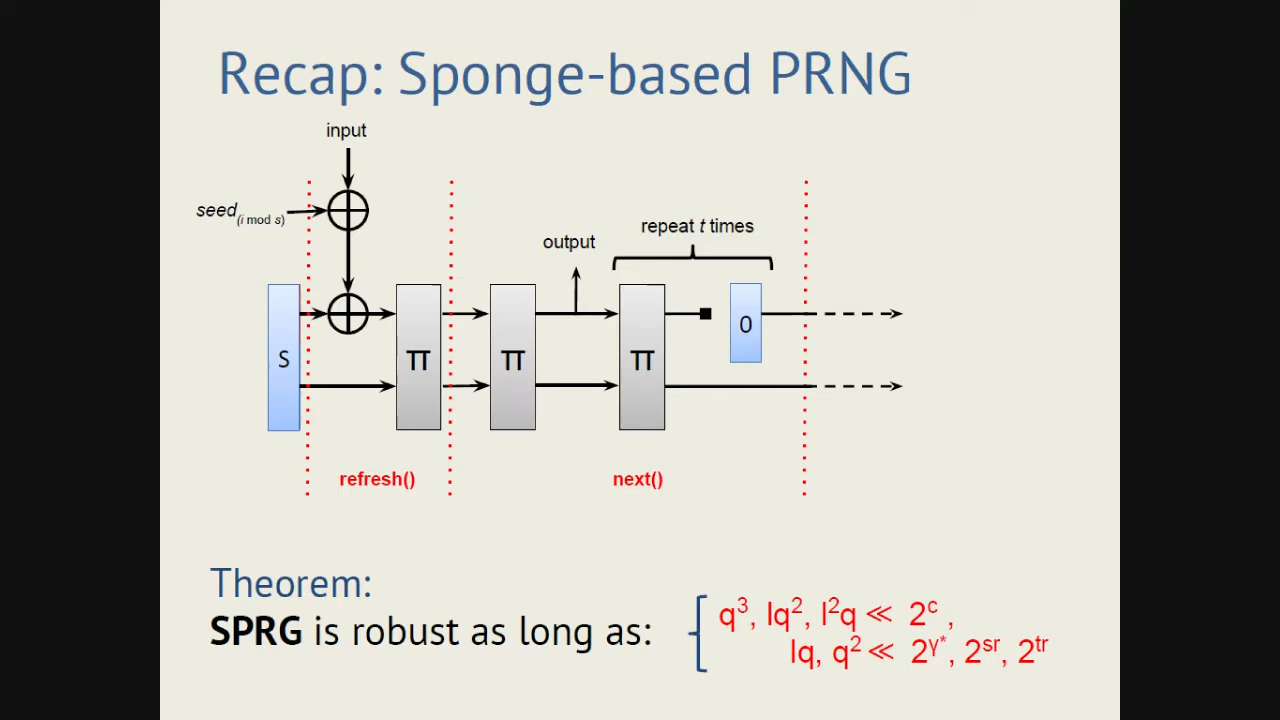 Recap: Sponge-based PRNG
input
seed(i mod s)
output
repeat t times
S
π
π
π
0
refresh()
next()
Theorem:
SPRG is robust as long as:
q³, lq², l²q ≪ 2ᶜ,
lq, q² ≪ 2^γ*, 2^sr, 2^tr